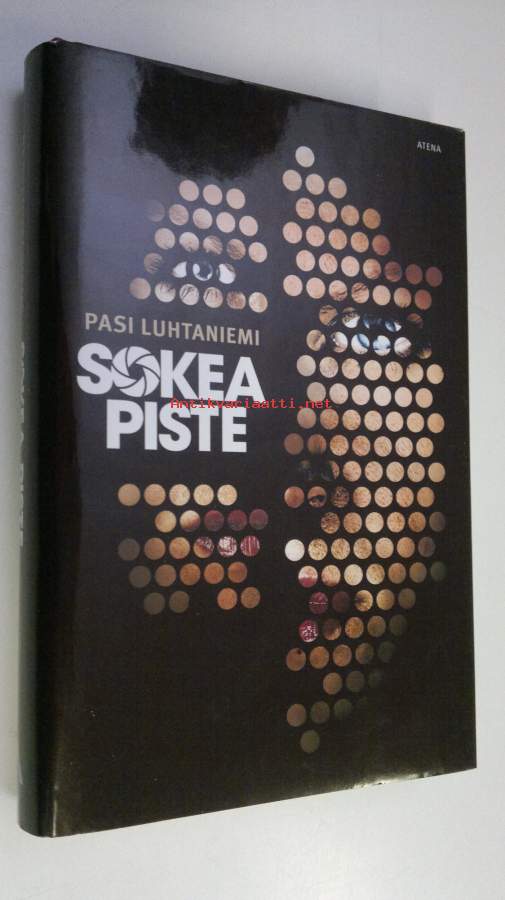 ATENA
PASI LUHTANIEMI
SOKEA
Antikvariaatti.net
PISTE